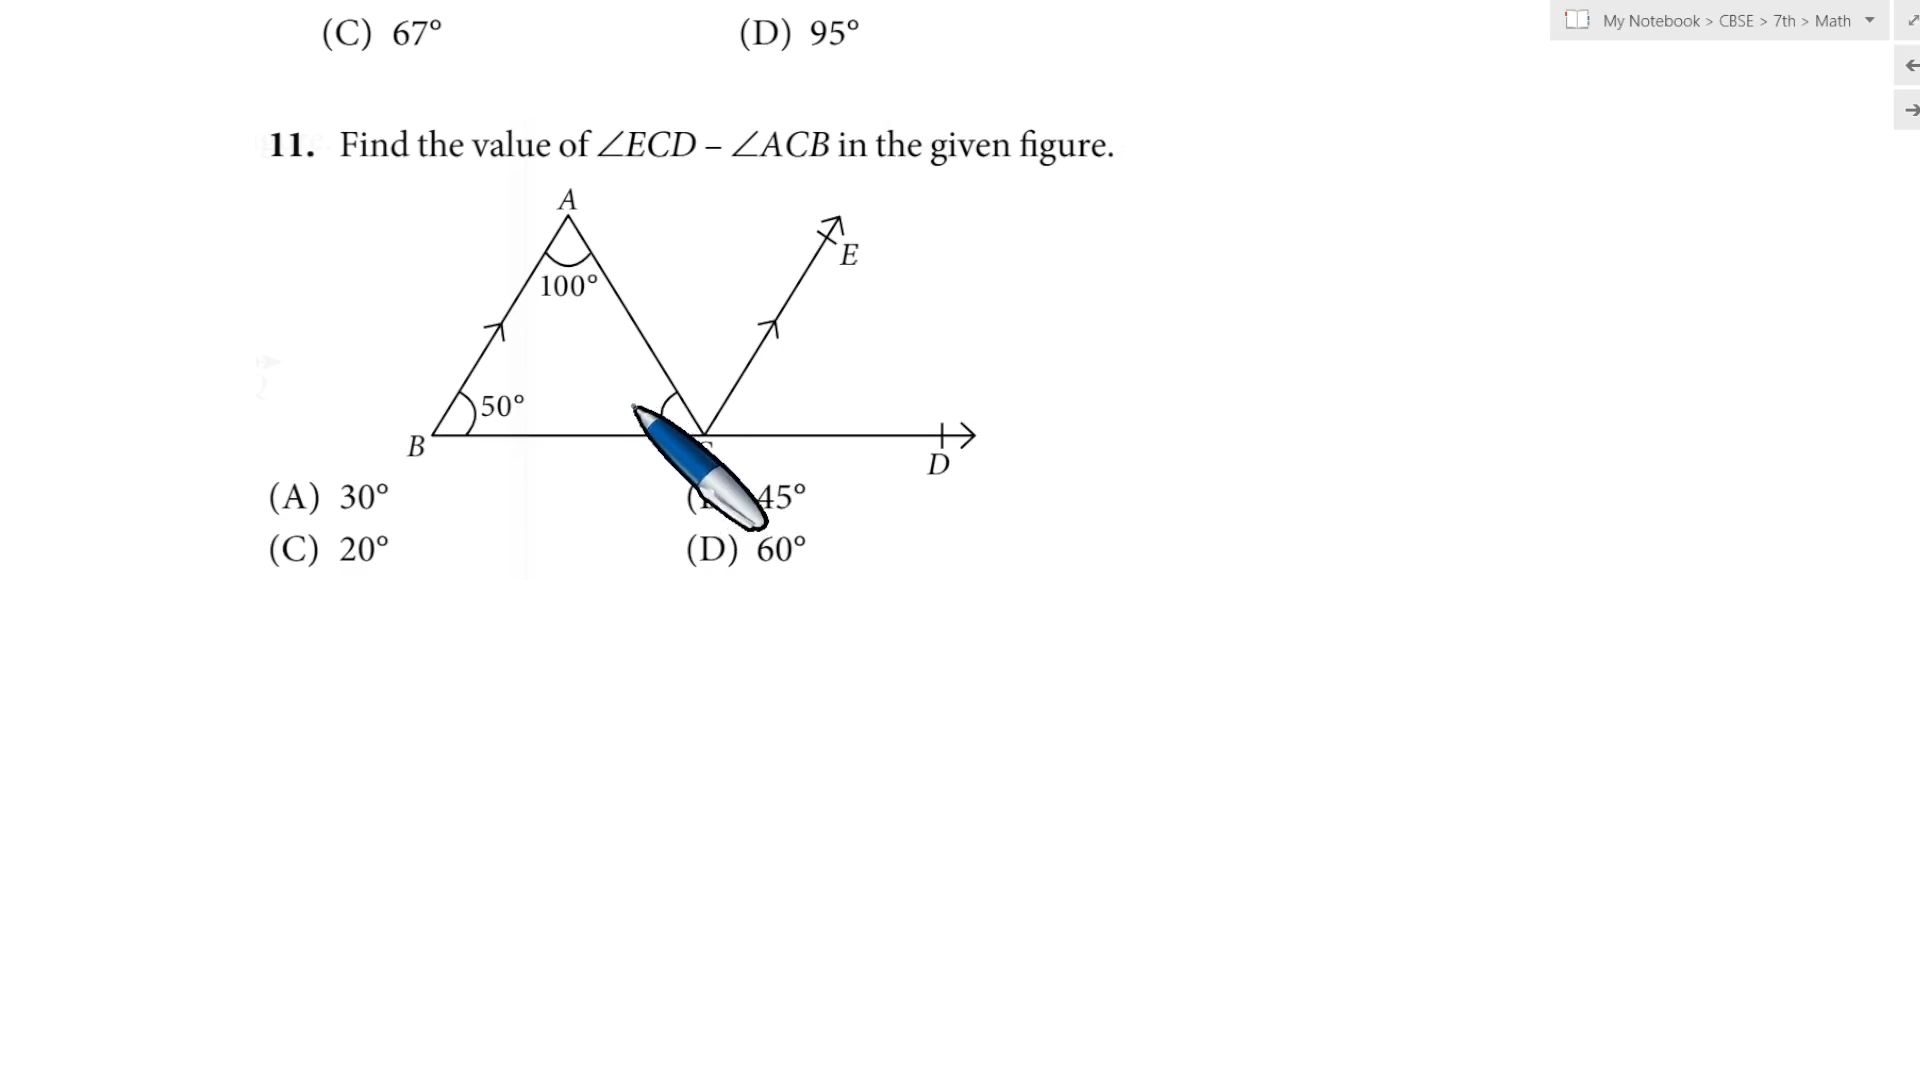 (C) 67° (D) 95°
My Notebook > CBSE > 7th > Math
11. Find the value of ∠ECD – ∠ACB in the given figure.
A
E
100°
50°
B
D
(A) 30° 45°
(C) 20° (D) 60°